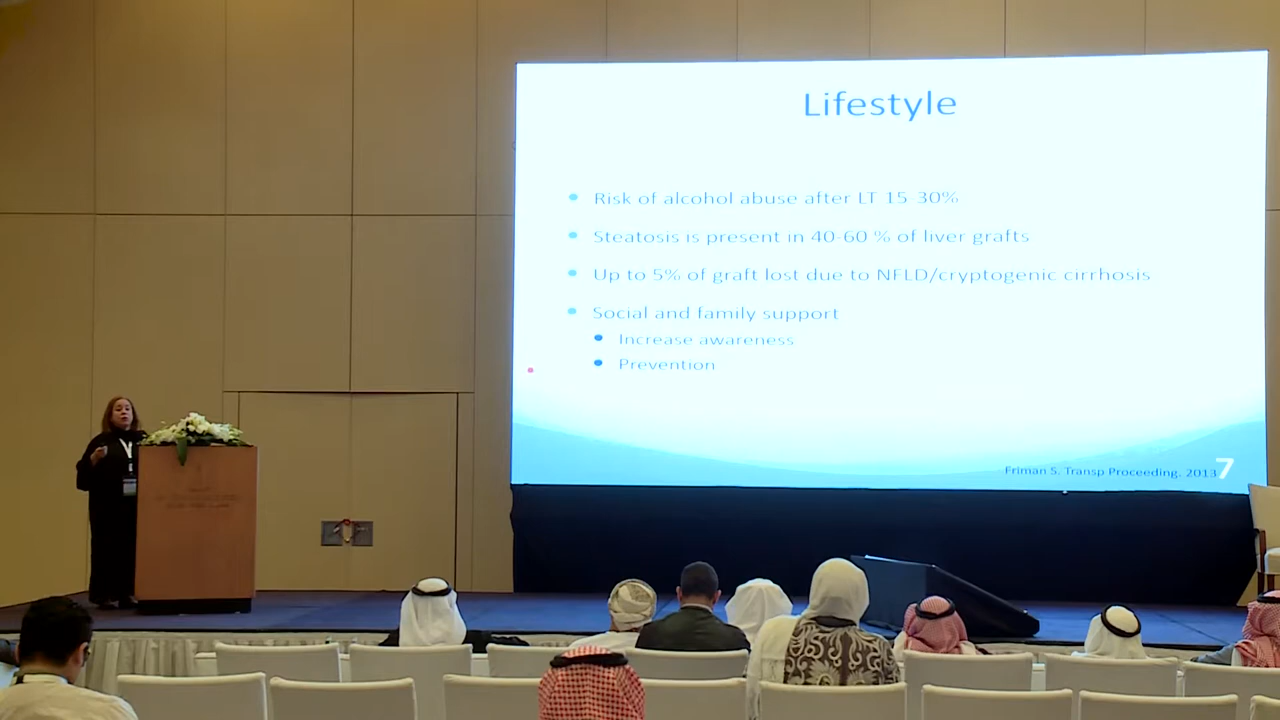 Lifestyle
Risk of alcohol abuse after LT 15-30%
Steatosis is present in 40-60 % of liver grafts
Up to 5% of graft lost due to NFLD/cryptogenic cirrhosis
Social and family support
Increase awareness
Prevention
Friman S. Transp Proceeding. 2013
7